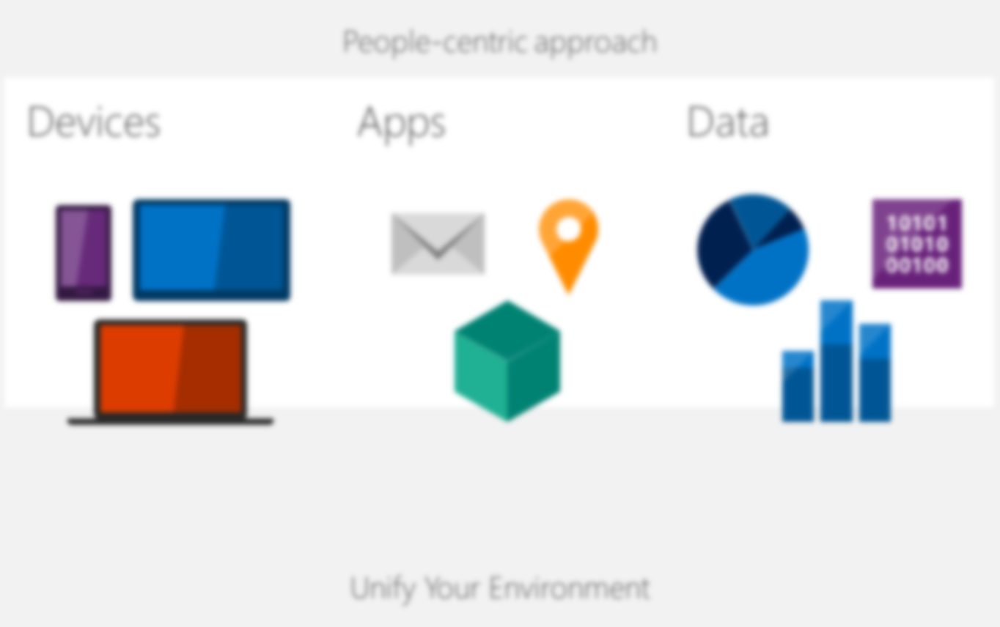 People-centric approach
Devices
Apps
Data
10101
01010
00100
Unify Your Environment